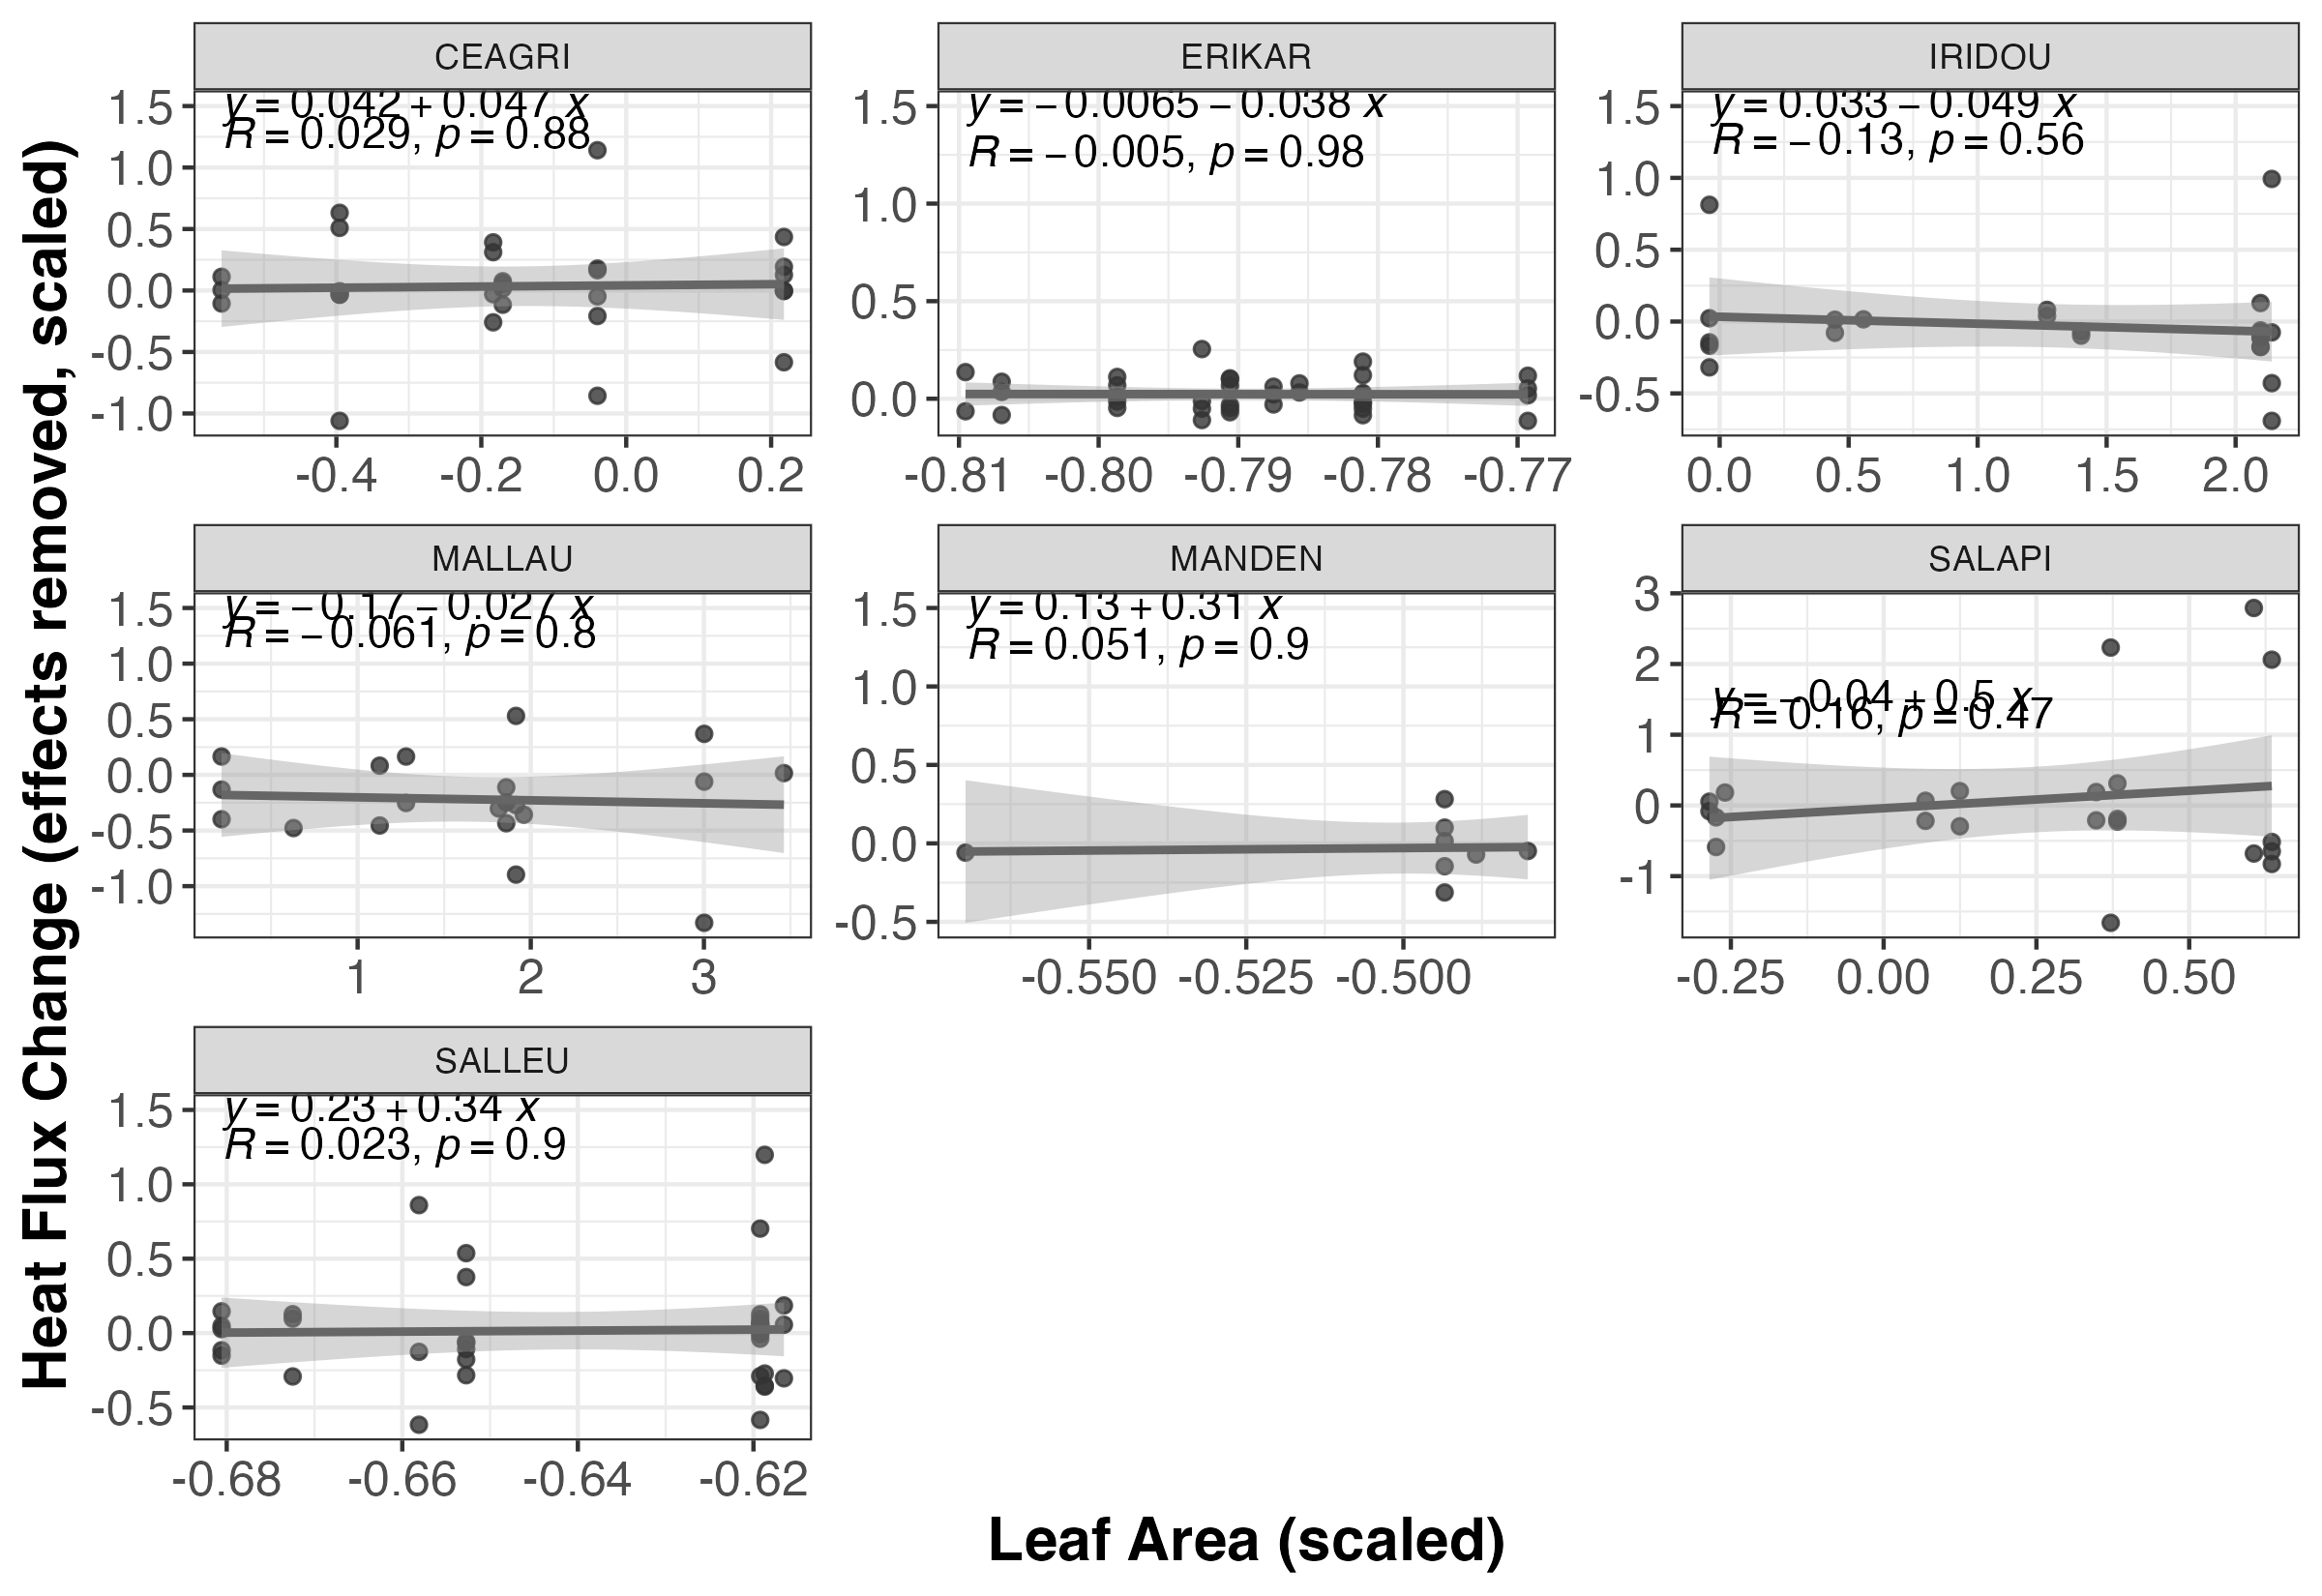 CEAGRI
ERIKAR
IRIDOU
y = 0.042 + 0.047 x
R = 0.029, p = 0.88
y = −0.0065 − 0.038 x
R = −0.005, p = 0.98
y = 0.033 − 0.049 x
R = −0.13, p = 0.56
1.5
1.0
0.5
0.0
-0.5
-1.0
1.5
1.0
0.5
0.0
1.5
1.0
0.5
0.0
-0.5
-0.4 -0.2 0.0 0.2
-0.81 -0.80 -0.79 -0.78 -0.77
0.0 0.5 1.0 1.5 2.0
MALLAU
MANDEN
SALAPI
y = −0.17 − 0.027 x
R = −0.061, p = 0.8
y = 0.13 + 0.31 x
R = 0.051, p = 0.9
y = −0.04 + 0.5 x
R = 0.16, p = 0.47
1.5
1.0
0.5
0.0
-0.5
-1.0
1.5
1.0
0.5
0.0
-0.5
3
2
1
0
-1
1 2 3
-0.550 -0.525 -0.500
-0.25 0.00 0.25 0.50
SALLEU
y = 0.23 + 0.34 x
R = 0.023, p = 0.9
1.5
1.0
0.5
0.0
-0.5
-0.68 -0.66 -0.64 -0.62
Heat Flux Change (effects removed, scaled)
Leaf Area (scaled)